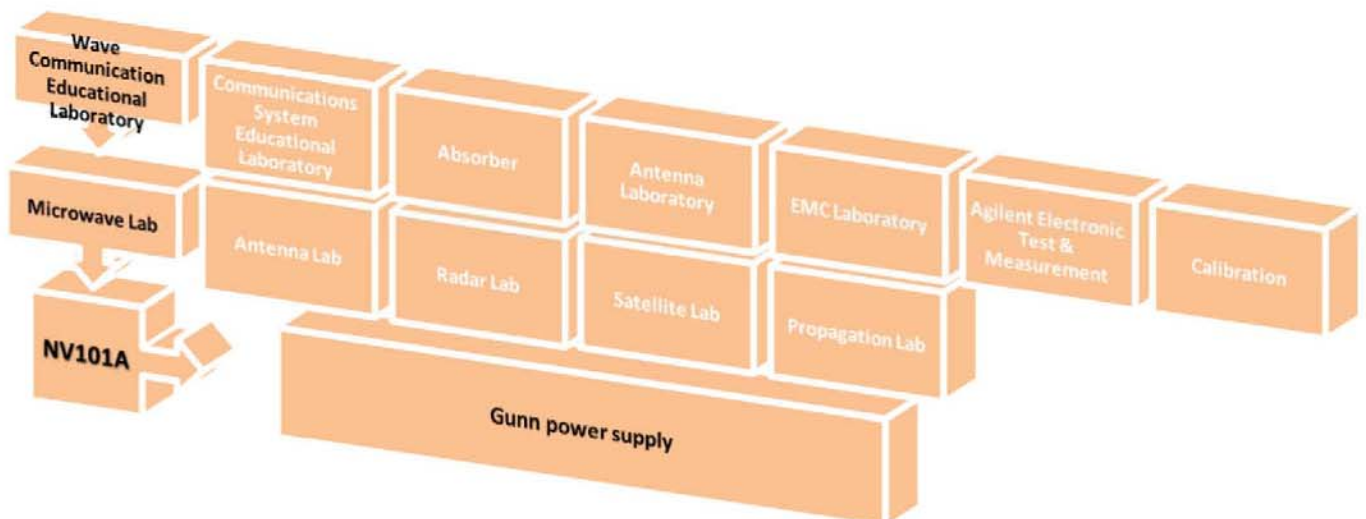 Wave
Communication
Educational
Laboratory
Communications
System
Educational
Laboratory
Absorber
Antenna
Laboratory
EMC Laboratory
Agilent Electronic
Test &
Measurement
Calibration
Microwave Lab
Antenna Lab
Radar Lab
Satellite Lab
Propagation Lab
NV101A
Gunn power supply